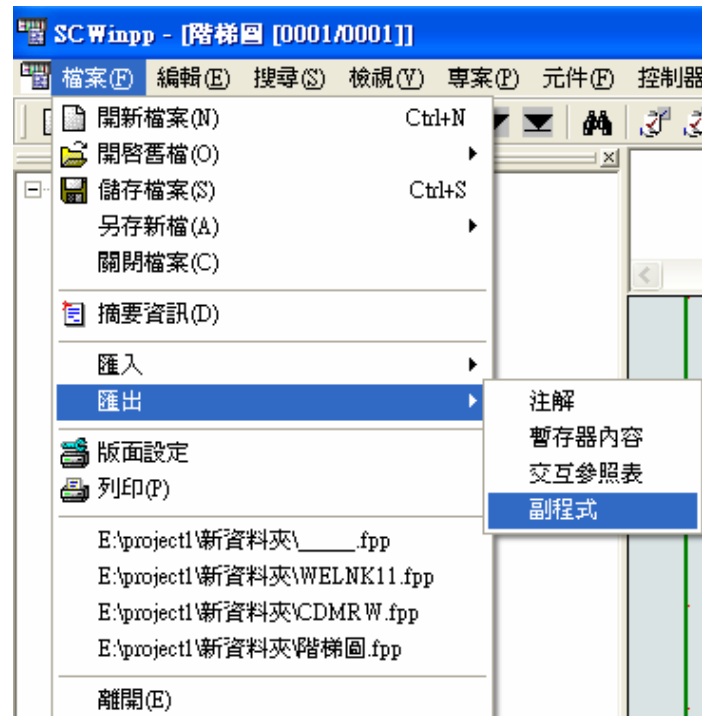 SCWinpp - [階梯圖 [0001/0001]]
檔案(F) 編輯(E) 搜尋(S) 檢視(V) 專案(P) 元件(F) 控制器
開新檔案(N) Ctrl+N
開啓舊檔(O)
儲存檔案(S) Ctrl+S
另存新檔(A)
關閉檔案(C)
摘要資訊(D)
匯入
匯出
注解
暫存器內容
交互參照表
副程式
版面設定
列印(P)
E:\project1\新資料夾\_____.fpp
E:\project1\新資料夾\WELNK11.fpp
E:\project1\新資料夾\CDMRW.fpp
E:\project1\新資料夾\階梯圖.fpp
離開(E)